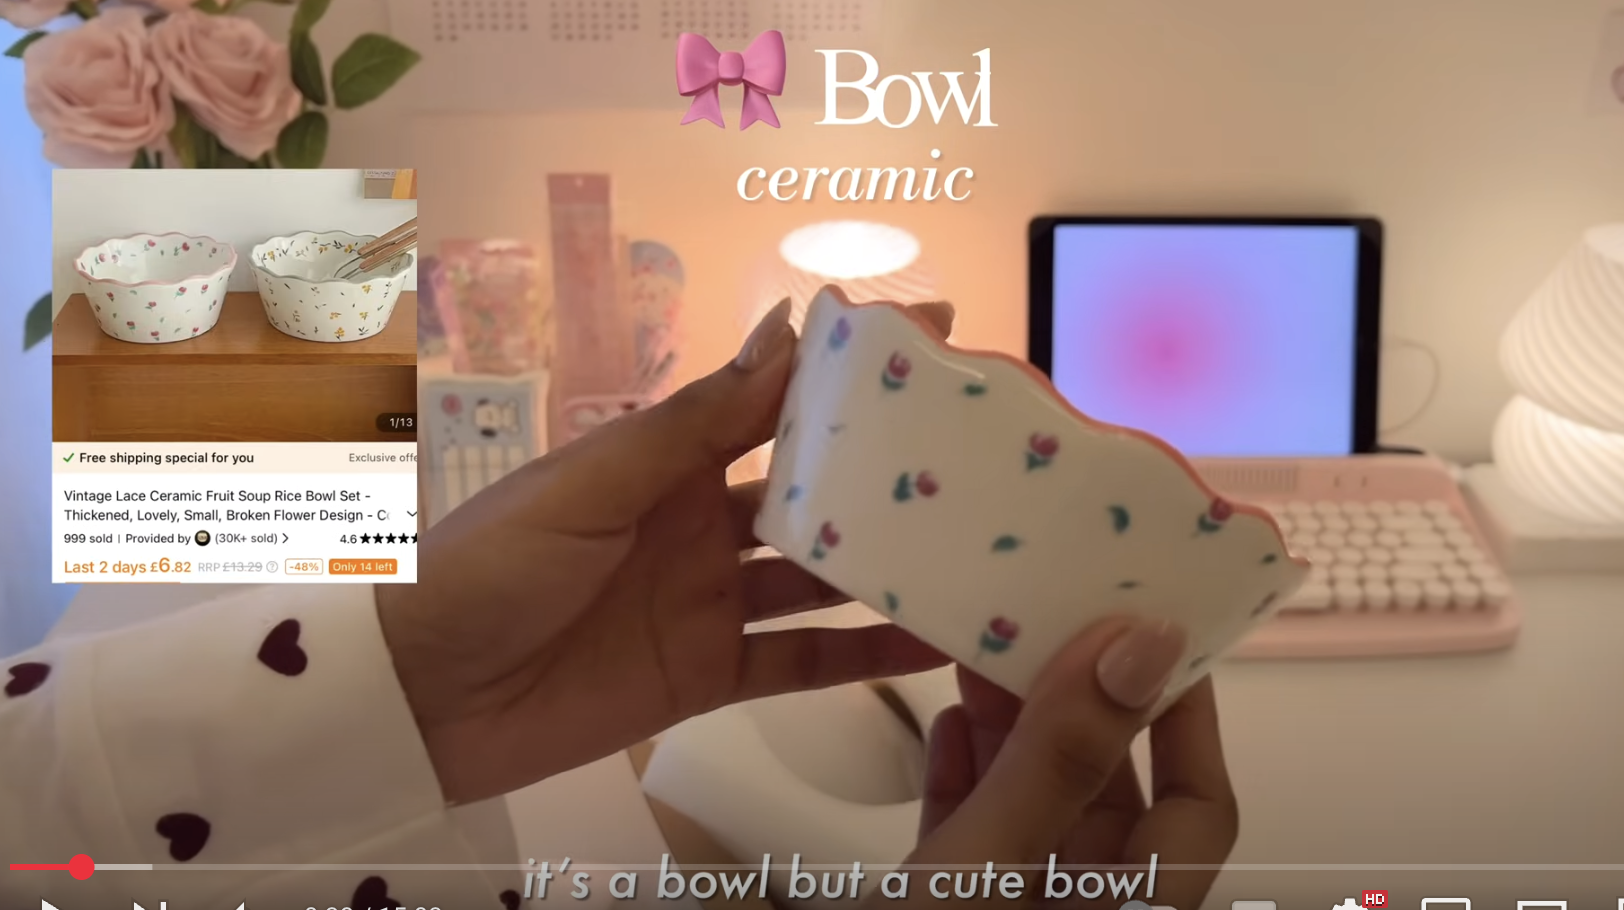 Bowl
ceramic
1/13
Free shipping special for you
Exclusive offe
Vintage Lace Ceramic Fruit Soup Rice Bowl Set -
Thickened, Lovely, Small, Broken Flower Design - C
999 sold | Provided by (30K+ sold) >
4.6 ★★★★★
Last 2 days £6.82 RRP £13.29 -48% Only 14 left
it's a bowl but a cute bowl
HD